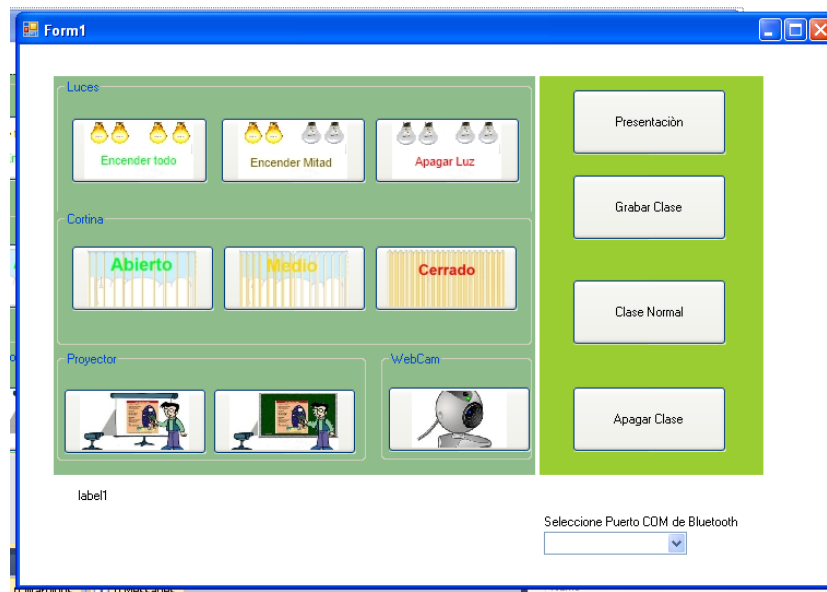 Form1
Luces
Encender todo
Encender Mitad
Apagar Luz
Cortina
Abierto
Medio
Cerrado
Proyector
WebCam
Presentaciòn
Grabar Clase
Clase Normal
Apagar Clase
label1
Seleccione Puerto COM de Bluetooth